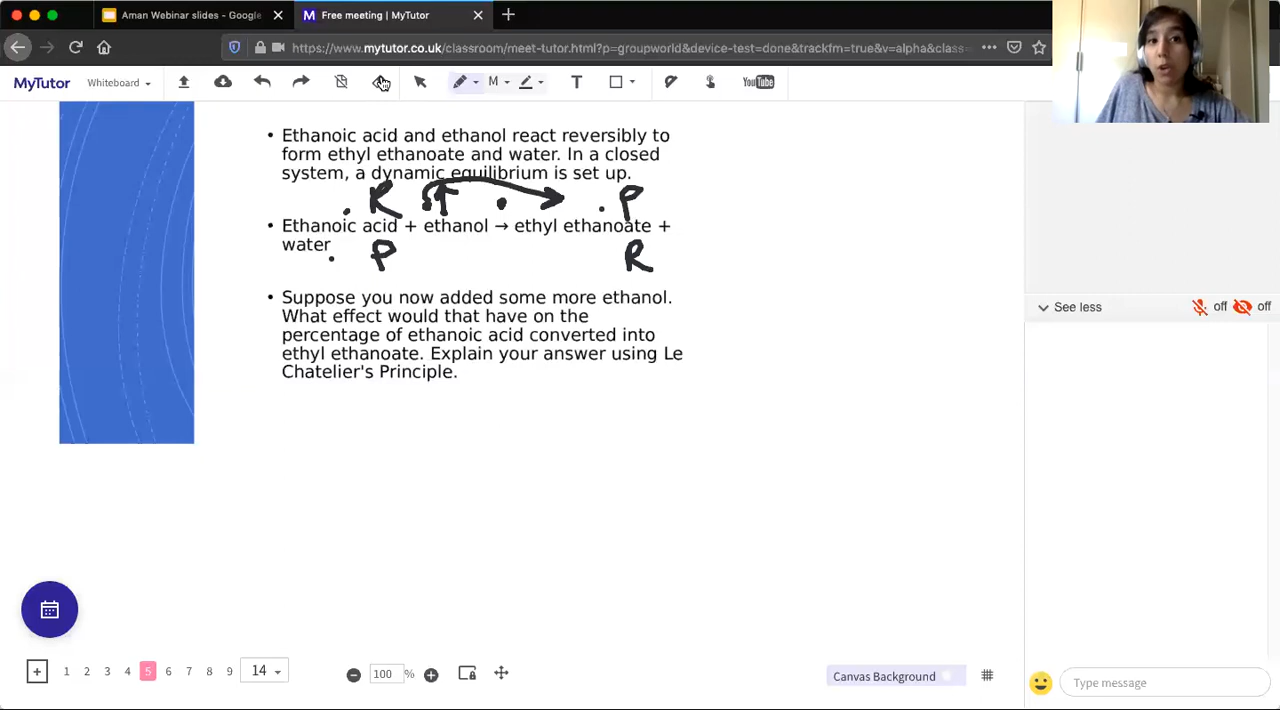 Aman Webinar slides - Google
Free meeting | MyTutor
https://www.mytutor.co.uk/classroom/meet-tutor.html?p=groupworld&device-test=done&trackfm=true&v=alpha&class=
MyTutor
Whiteboard
M
T
YouTube
• Ethanoic acid and ethanol react reversibly to
form ethyl ethanoate and water. In a closed
system, a dynamic equilibrium is set up.
R P
• Ethanoic acid + ethanol → ethyl ethanoate +
water
P R
• Suppose you now added some more ethanol.
What effect would that have on the
percentage of ethanoic acid converted into
ethyl ethanoate. Explain your answer using Le
Chatelier's Principle.
See less
off
off
+ 1 2 3 4 5 6 7 8 9 14
100 %
Canvas Background
Type message